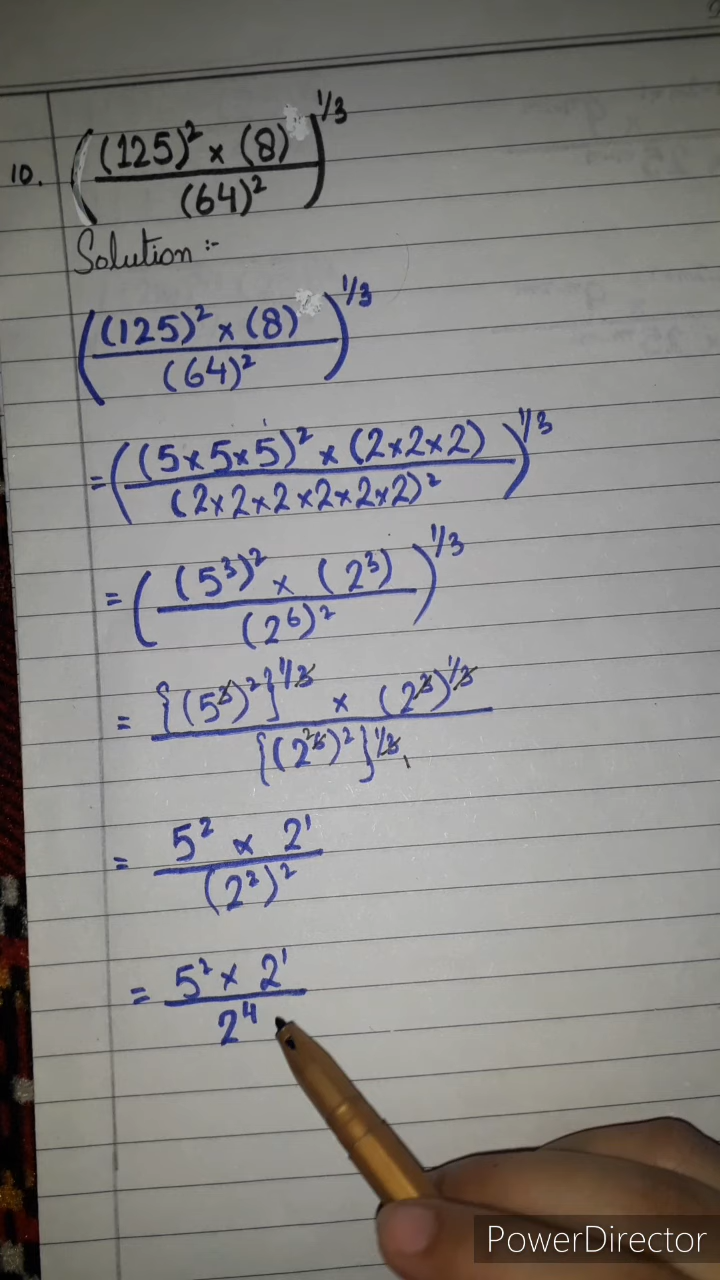 10. ((125)² × (8) / (64)²)^1/3
Solution :-
((125)² × (8) / (64)²)^1/3
= ((5×5×5)² × (2×2×2) / (2×2×2×2×2×2)²)^1/3
= ((5³)² × (2³) / (2⁶)²)^1/3
= {(5³)²}^1/3 × (2³)^1/3 / {(2⁶)²}^1/3
= 5² × 2¹ / (2²)²
= 5² × 2¹ / 2⁴
PowerDirector